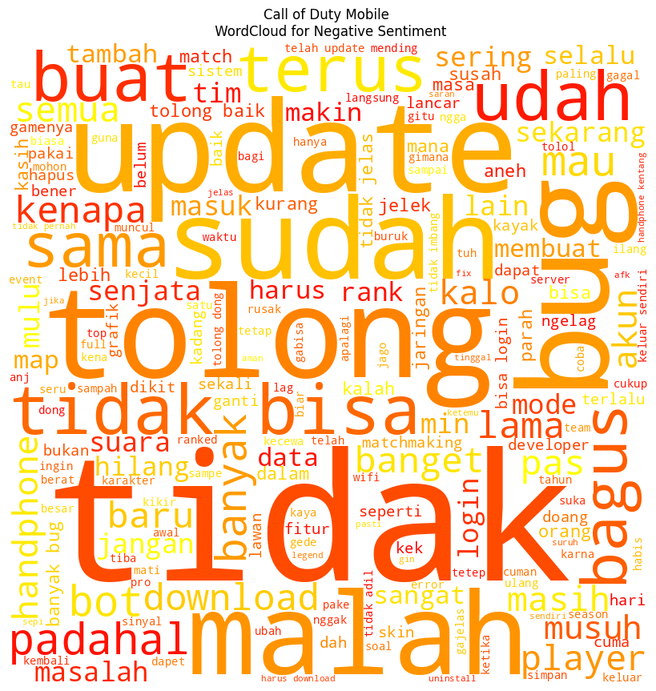 Call of Duty Mobile
WordCloud for Negative Sentiment
telah update mending
tambah
match
terus
sering
selalu
tau
buat
sistem
susah
paling
gagal
langsung
masa
udah
saran
semua
tim
tolong baik
makin
lancar
gitu
ngga
gamenya
guna
hanya
sekarang
tolol
biasa
update
baik
tidak jelas
mana
gimana
kasih
pakai
belum
bagi
sampai
aneh
mau
mohon
hapus
bener
jelas
bug
handphone kentang
kenapa
masuk
kurang
jelek
lain
kayak
tidak pernah
muncul
waktu
sudah
buruk
tidak imbang
tuh
membuat
ilang
sama
fix
afk
keluar sendiri
event
jika
mulu
lebih
kecil
senjata
satu
rusak
harus
rank
kalo
dapat
server
bisa
akun
grafik
kadang
tolong dong
tetap
gabisa
apalagi
jaringan
ngelag
map
top
full
kena
tolong
aman
jago
tinggal
bisa login
parah
coba
anj
seru
sampah
dikit
sekali
lag
kalah
terlalu
cukup
dong
tidak bisa
ganti
biar
min
ketemu
lama
mode
team
bagus
bukan
suara
ranked
kecewa
telah
matchmaking
developer
ingin
berat
karakter
hilang
sampe
banyak
data
dalam
wifi
banget
pas
tahun
suka
handphone
besar
kikir
kaya
seperti
login
doang
orang
baru
awal
lawan
fitur
pasti
suruh
karna
banyak bug
jangan
tiba
gede
legend
kek
gin
habis
tidak
mati
pro
tetep
cuman
ulang
error
bot
download
sangat
masih
hari
sepi
sinyal
pake
nggak
tidak adil
gajelas
sendiri
season
padahal
ubah
malah
dah
skin
soal
ketika
musuh
cuma
kembali
dapet
player
masalah
harus download
uninstall
simpan
keluar